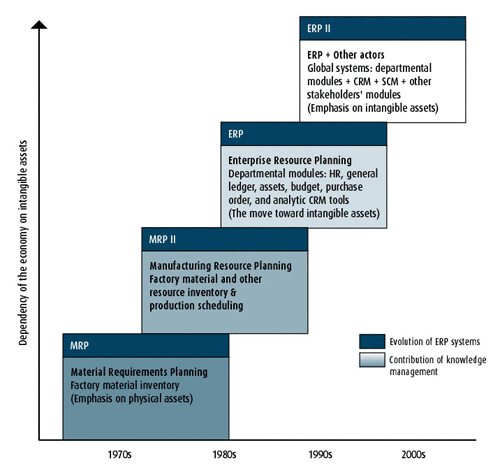 ERP II
ERP + Other actors
Global systems: departmental
modules + CRM + SCM + other
stakeholders' modules
(Emphasis on intangible assets)
ERP
Enterprise Resource Planning
Departmental modules: HR, general
ledger, assets, budget, purchase
order, and analytic CRM tools
(The move toward intangible assets)
MRP II
Manufacturing Resource Planning
Factory material and other
resource inventory &
production scheduling
MRP
Material Requirements Planning
Factory material inventory
(Emphasis on physical assets)
Dependency of the economy on intangible assets
Evolution of ERP systems
Contribution of knowledge
management
1970s
1980s
1990s
2000s